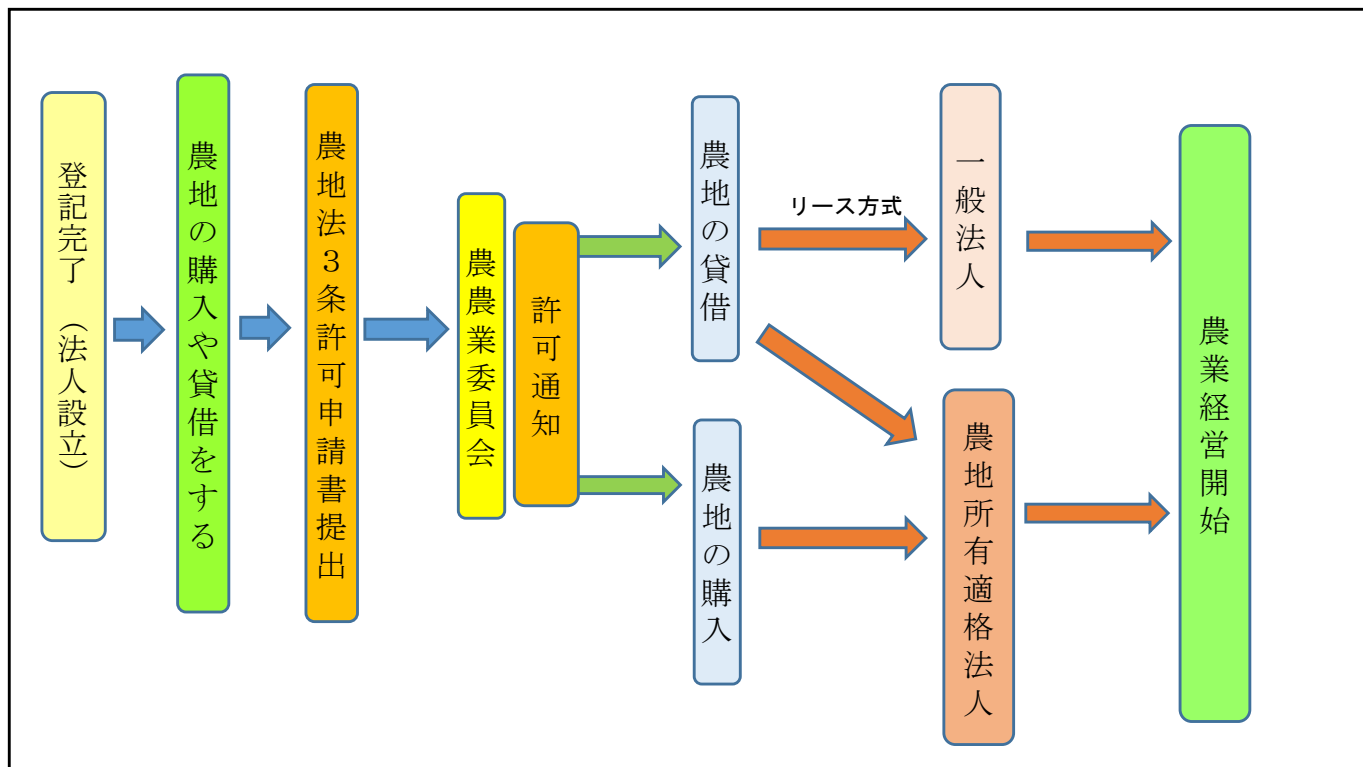 登記完了　（法人設立）
農地の購入や貸借をする
農地法３条許可申請書提出
農農業委員会
許可通知
農地の貸借
農地の購入
リース方式
一般法人
農地所有適格法人
農業経営開始